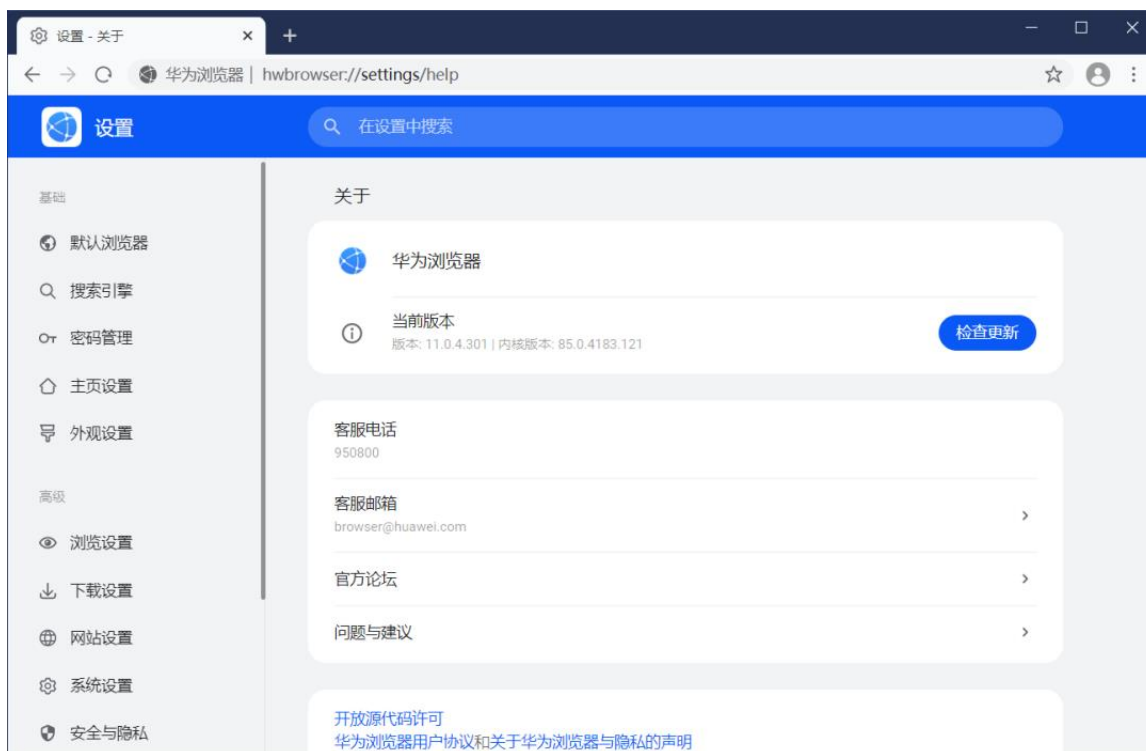 设置 - 关于
华为浏览器 | hwbrowser://settings/help
设置
在设置中搜索
基础
默认浏览器
搜索引擎
密码管理
主页设置
外观设置
高级
浏览设置
下载设置
网站设置
系统设置
安全与隐私
关于
华为浏览器
当前版本
版本: 11.0.4.301 | 内核版本: 85.0.4183.121
检查更新
客服电话
950800
客服邮箱
browser@huawei.com
官方论坛
问题与建议
开放源代码许可
华为浏览器用户协议和关于华为浏览器与隐私的声明